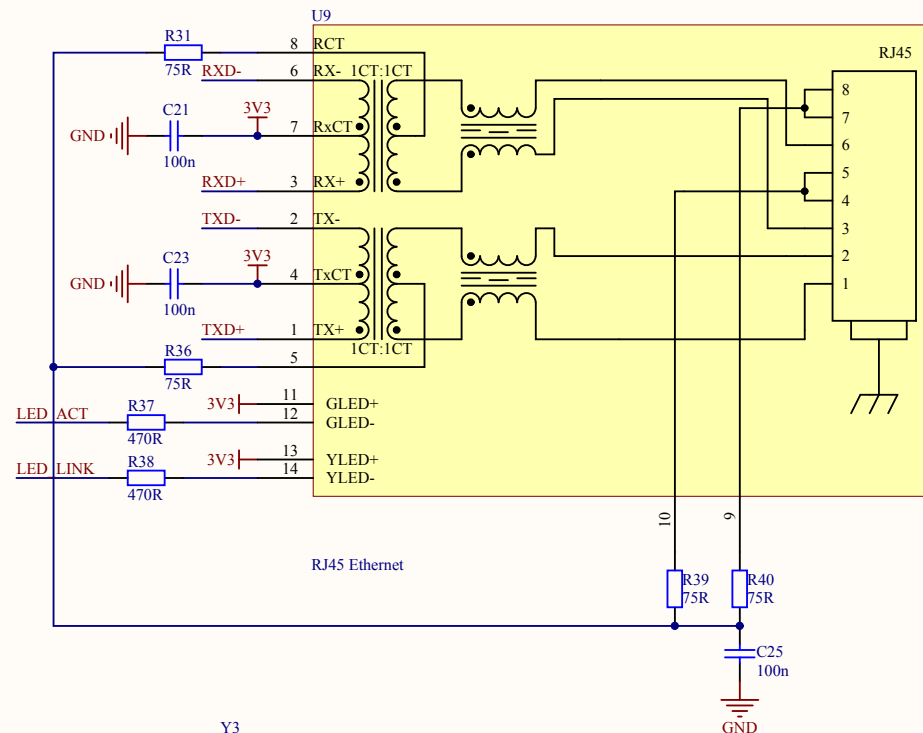 U9
R31
75R
8
RCT
RJ45
RXD-
6
RX-
1CT:1CT
C21
3V3
GND
7
RxCT
100n
RXD+
3
RX+
TXD-
2
TX-
C23
3V3
GND
4
TxCT
100n
TXD+
1
TX+
1CT:1CT
R36
5
75R
8
7
6
5
4
3
2
1
3V3
11
GLED+
LED_ACT
R37
12
GLED-
470R
3V3
13
YLED+
LED_LINK
R38
14
YLED-
470R
10
9
RJ45 Ethernet
R39
75R
R40
75R
C25
100n
GND
Y3